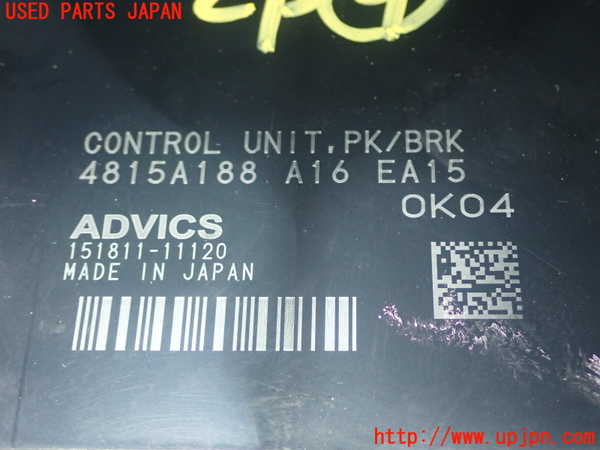 USED PARTS JAPAN
CONTROL UNIT,PK/BRK
4815A188 A16 EA15
0K04
ADVICS
151811-11120
MADE IN JAPAN
http://www.upjpn.com/